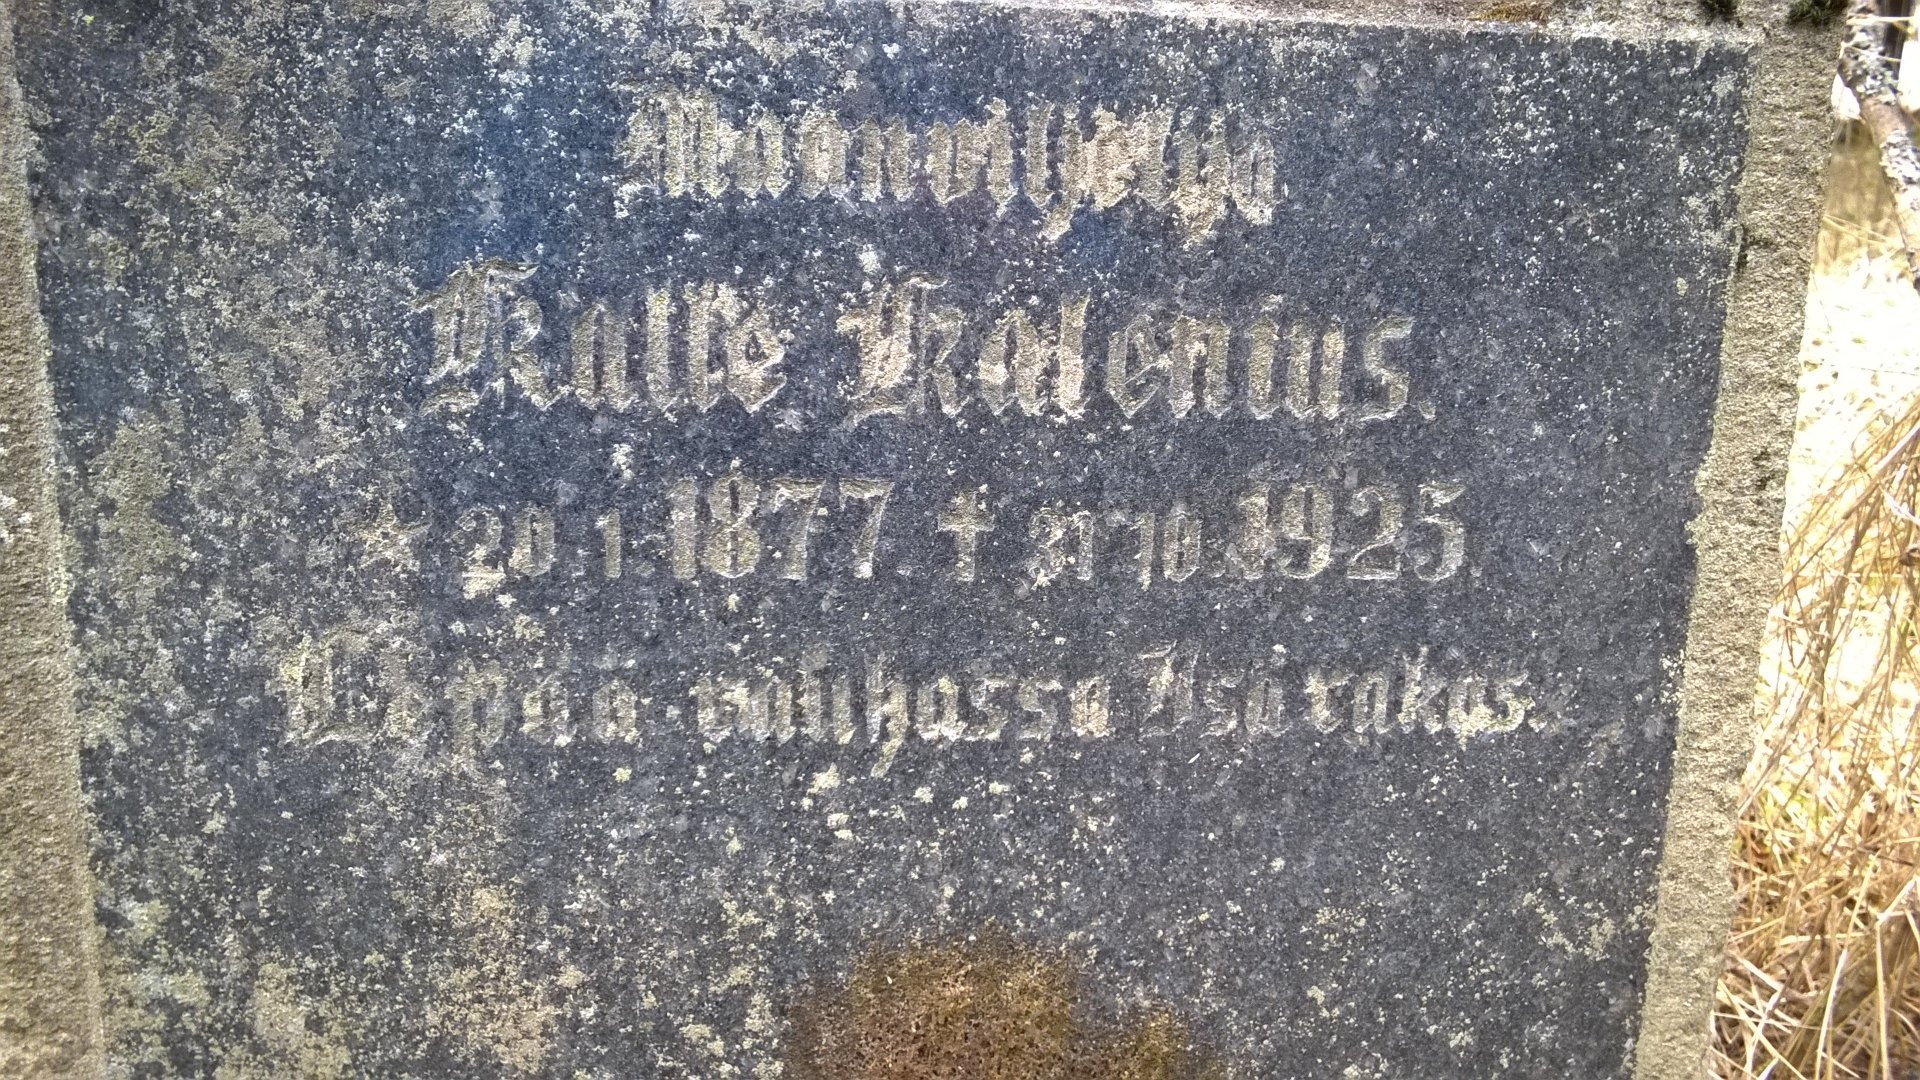 Maanviljelijä
Kalle Kalenius.
☆ 20. 1. 1877. ✝ 31. 10. 1925.
Lepää rauhassa Isä rakas.